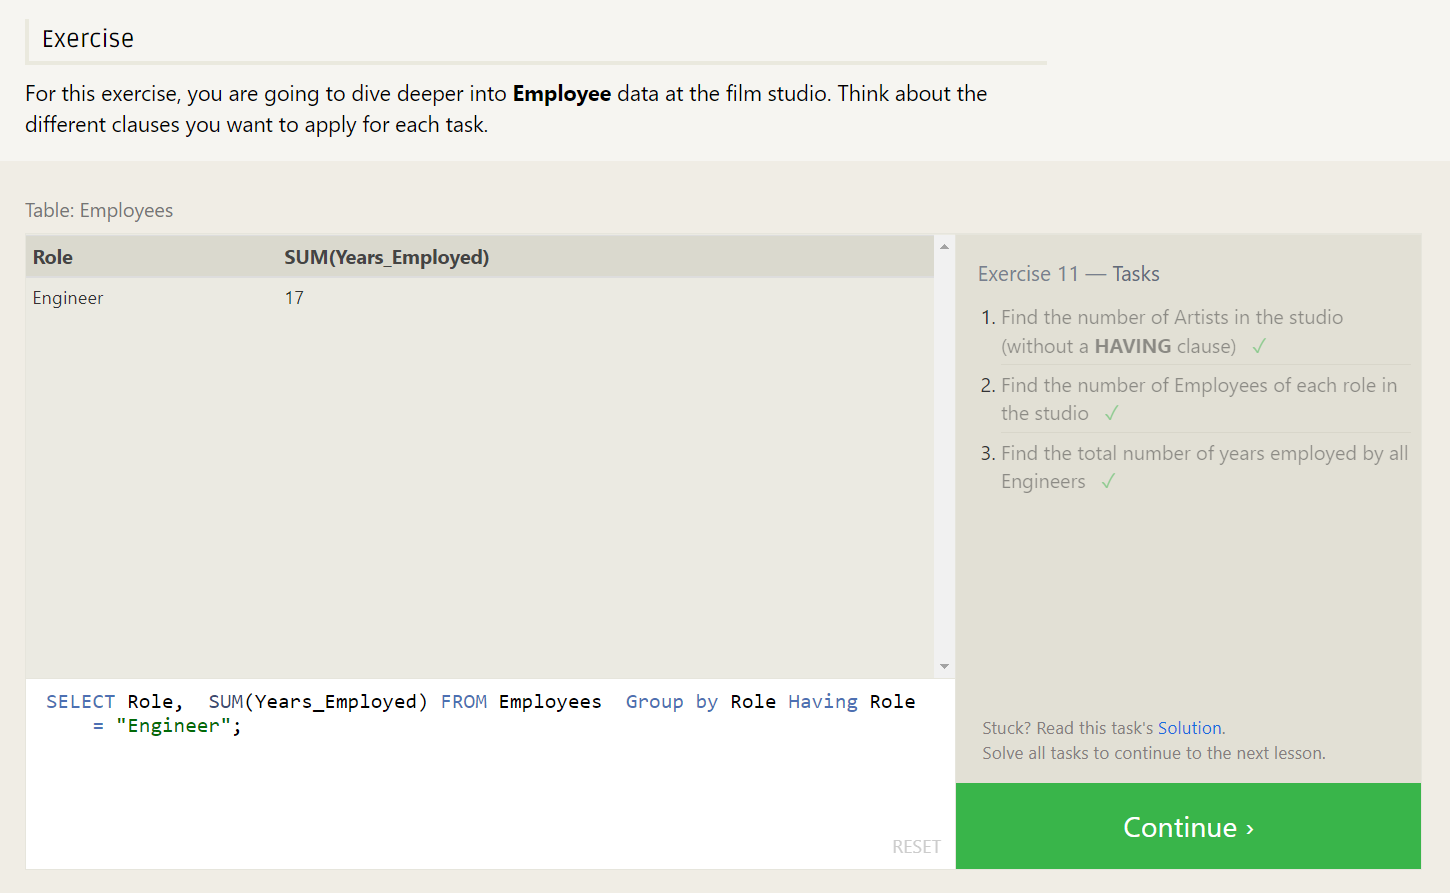 Exercise
For this exercise, you are going to dive deeper into Employee data at the film studio. Think about the
different clauses you want to apply for each task.
Table: Employees
Role SUM(Years_Employed)
Engineer 17
SELECT Role,  SUM(Years_Employed) FROM Employees  Group by Role Having Role
= "Engineer";
RESET
Exercise 11 — Tasks
1. Find the number of Artists in the studio
(without a HAVING clause) ✓
2. Find the number of Employees of each role in
the studio ✓
3. Find the total number of years employed by all
Engineers ✓
Stuck? Read this task's Solution.
Solve all tasks to continue to the next lesson.
Continue ›